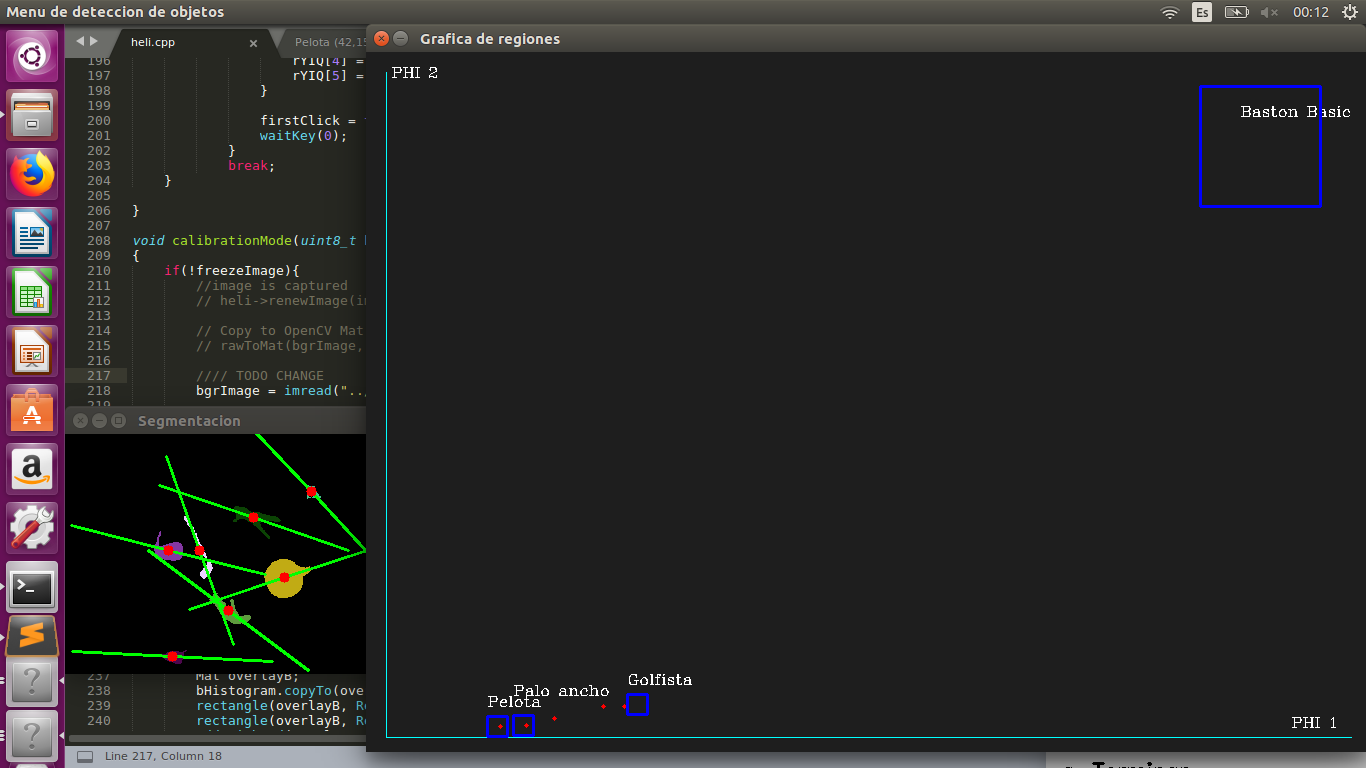 Menu de deteccion de objetos
Es
00:12
heli.cpp
Pelota (42,15
Grafica de regiones
196 rYIQ[4] =
197 rYIQ[5] =
198 }
199
200 firstClick =
201 waitKey(0);
202 }
203 break;
204 }
205
206 }
207
208 void calibrationMode(uint8_t
209 {
210 if(!freezeImage){
211 //image is captured
212 // heli->renewImage(i
213
214 // Copy to OpenCV Mat
215 // rawToMat(bgrImage,
216
217 //// TODO CHANGE
218 bgrImage = imread("..
219
Segmentacion
237 Mat overlayB;
238 bHistogram.copyTo(ove
239 rectangle(overlayB, R
240 rectangle(overlayB, R
Line 217, Column 18
PHI 2
Baston Basic
Golfista
Palo ancho
Pelota
PHI 1